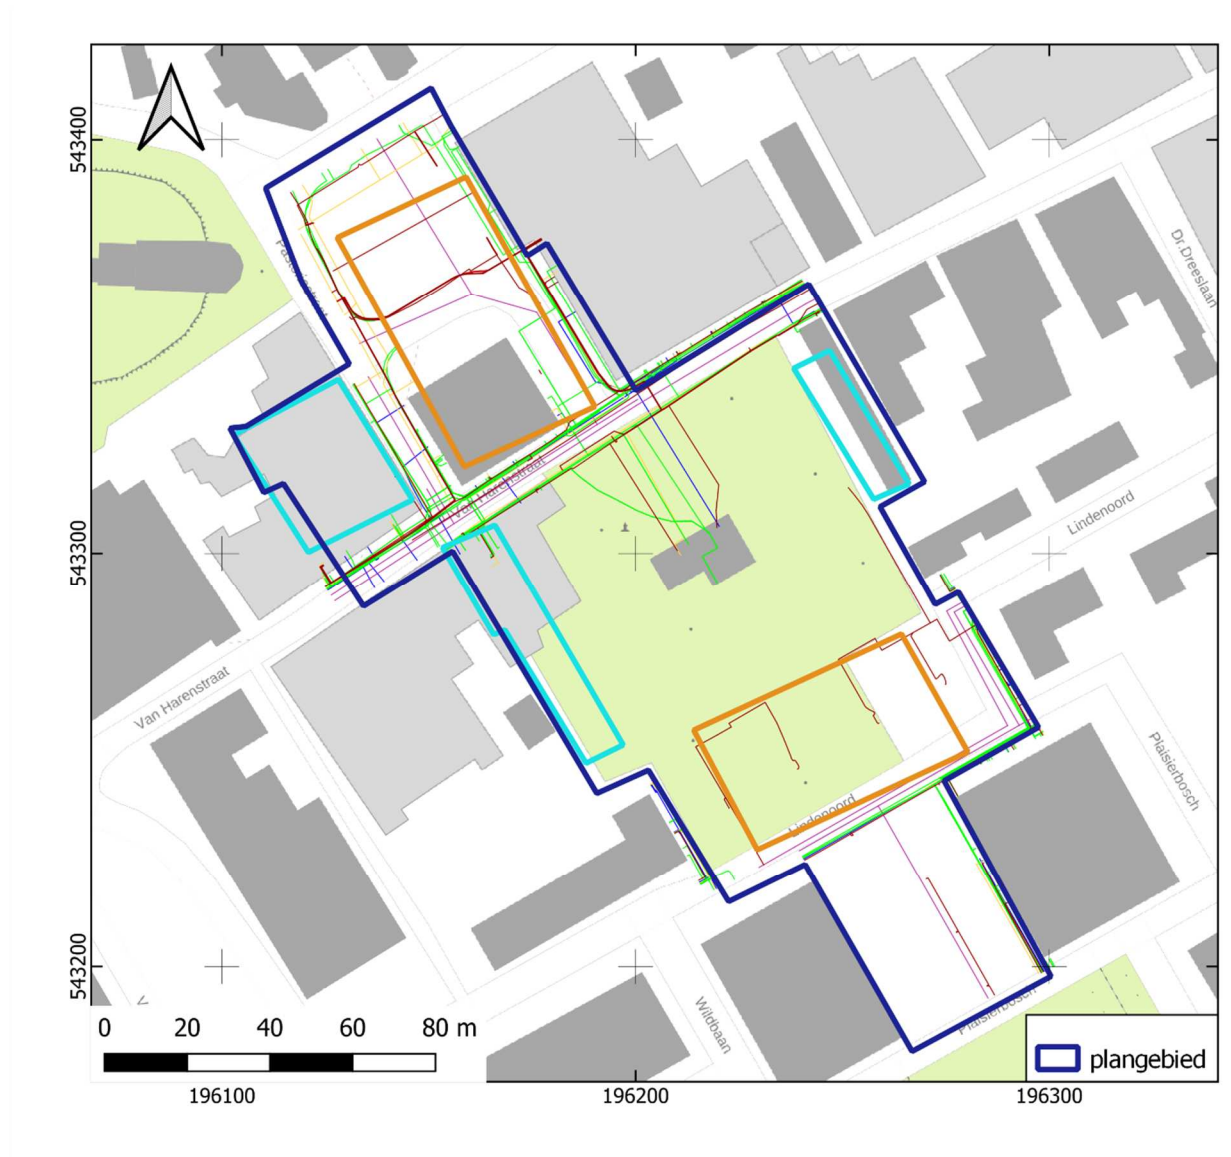 543400
543300
543200
196100
196200
196300
0 20 40 60 80 m
plangebied
Van Harenstraat
Van Harenstraat
Dr.Dreeslaan
Lindenoord
Lindenoord
Plaisierbosch
Plaisierbosch
Wildbaan